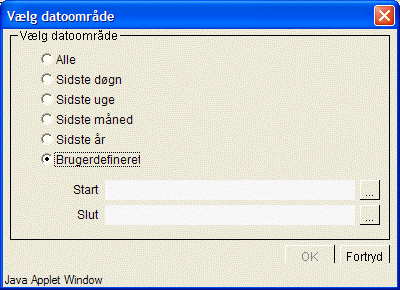 Vælg datoområde
Vælg datoområde
Alle
Sidste døgn
Sidste uge
Sidste måned
Sidste år
Brugerdefineret
Start ...
Slut ...
OK Fortryd
Java Applet Window